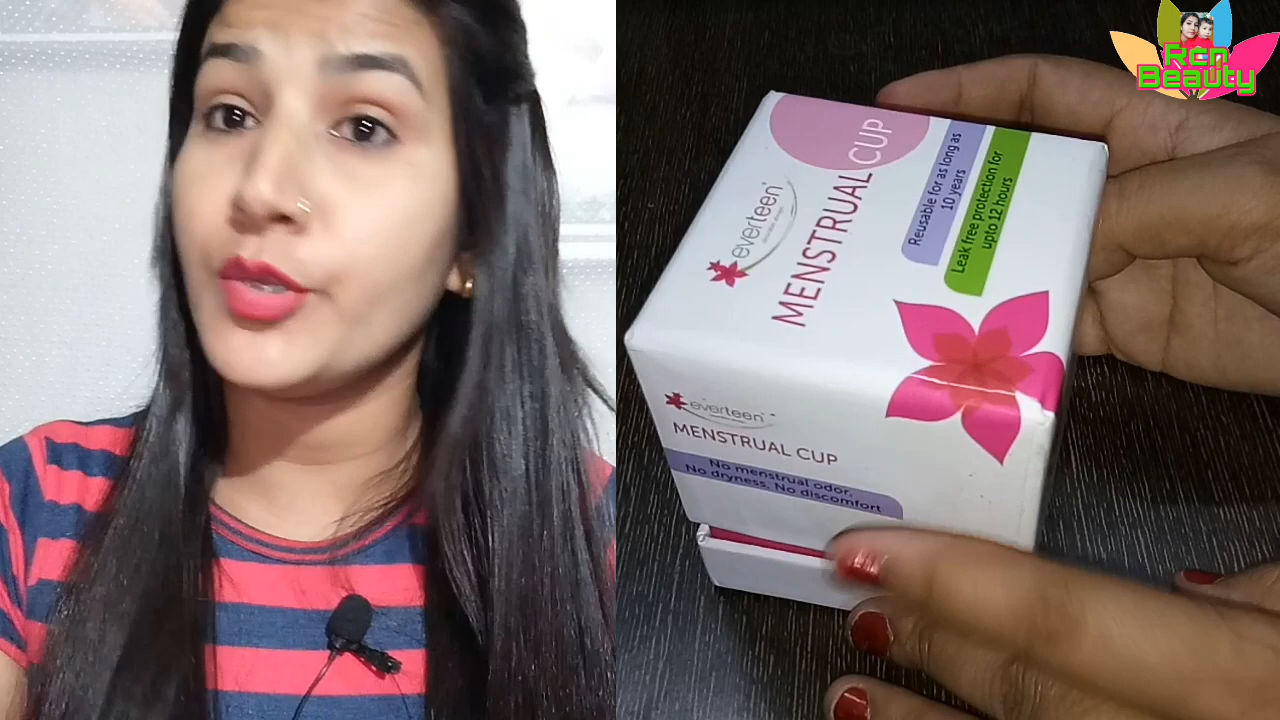 Rcn
Beauty
everteen
MENSTRUAL CUP
Reusable for as long as
10 years
Leak free protection for
upto 12 hours
everteen
MENSTRUAL CUP
No menstrual odor,
No dryness, No discomfort